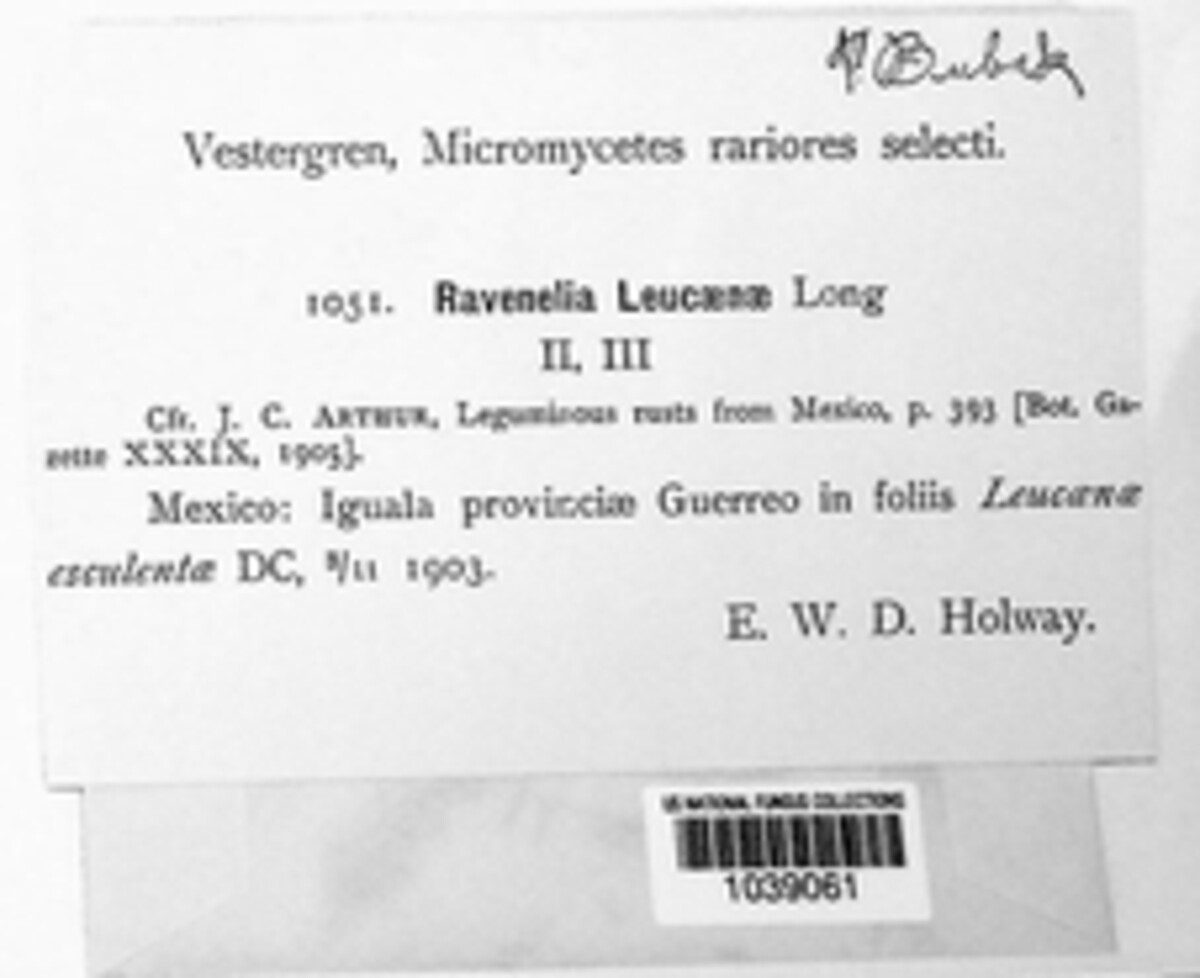 Bubák
Vestergren, Micromycetes rariores selecti.
1051. Ravenelia Leucænæ Long
II, III
Cfr. J. C. ARTHUR, Leguminous rusts from Mexico, p. 393 [Bot. Ga-
zette XXXIX, 1905].
Mexico: Iguala provinciæ Guerreo in foliis Leucænæ
esculentæ DC, 8/11 1903.
E. W. D. Holway.
US NATIONAL FUNGUS COLLECTIONS
1039061